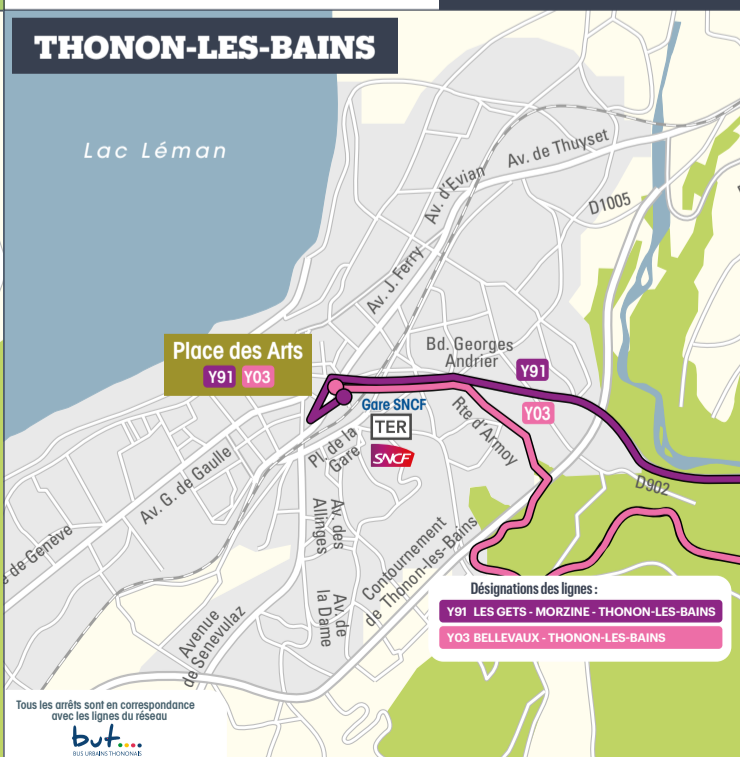 THONON-LES-BAINS
Lac Léman
Av. de Thuyset
Av. d'Evian
D1005
Av. J. Ferry
Place des Arts
Y91 Y03
Bd. Georges
Andrier
Y91
Y03
Gare SNCF
TER
SNCF
Rte d'Armoy
Pl. de la
Gare
Av. G. de Gaulle
D902
Av. des
Allinges
Contournement
de Thonon-les-Bains
e de Genève
Av. de
la Dame
Avenue
de Senevulaz
Désignations des lignes :
Y91 LES GETS - MORZINE - THONON-LES-BAINS
Y03 BELLEVAUX - THONON-LES-BAINS
Tous les arrêts sont en correspondance
avec les lignes du réseau
but...
BUS URBAINS THONONAIS